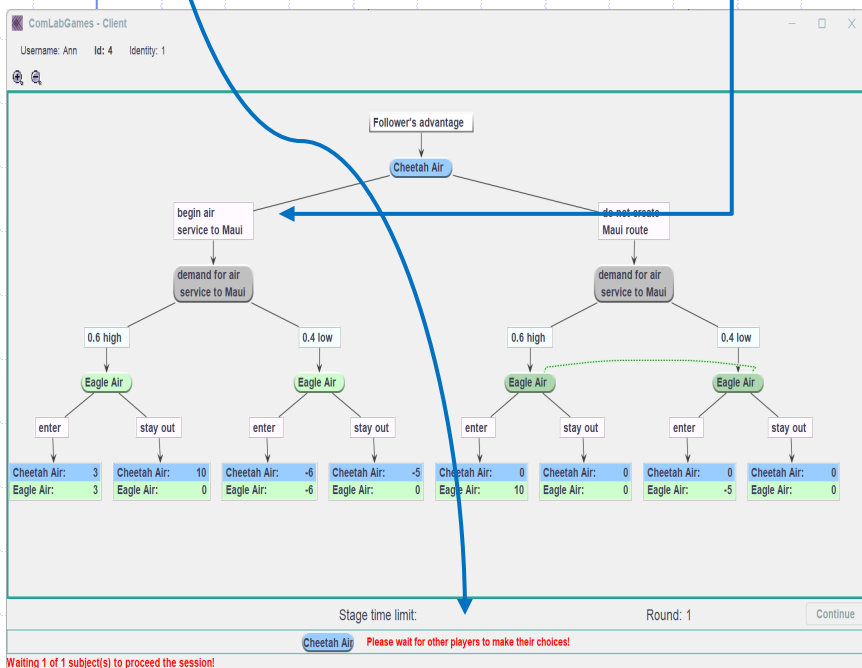 ComLabGames - Client
Username: Ann Id: 4 Identity: 1
Follower's advantage
Cheetah Air
begin air
service to Maui
do not create
Maui route
demand for air
service to Maui
demand for air
service to Maui
0.6 high
0.4 low
0.6 high
0.4 low
Eagle Air
Eagle Air
Eagle Air
Eagle Air
enter
stay out
enter
stay out
enter
stay out
enter
stay out
Cheetah Air: 3
Eagle Air: 3
Cheetah Air: 10
Eagle Air: 0
Cheetah Air: -6
Eagle Air: -6
Cheetah Air: -5
Eagle Air: 0
Cheetah Air: 0
Eagle Air: 10
Cheetah Air: 0
Eagle Air: 0
Cheetah Air: 0
Eagle Air: -5
Cheetah Air: 0
Eagle Air: 0
Stage time limit:
Round: 1
Continue
Cheetah Air Please wait for other players to make their choices!
Waiting 1 of 1 subject(s) to proceed the session!